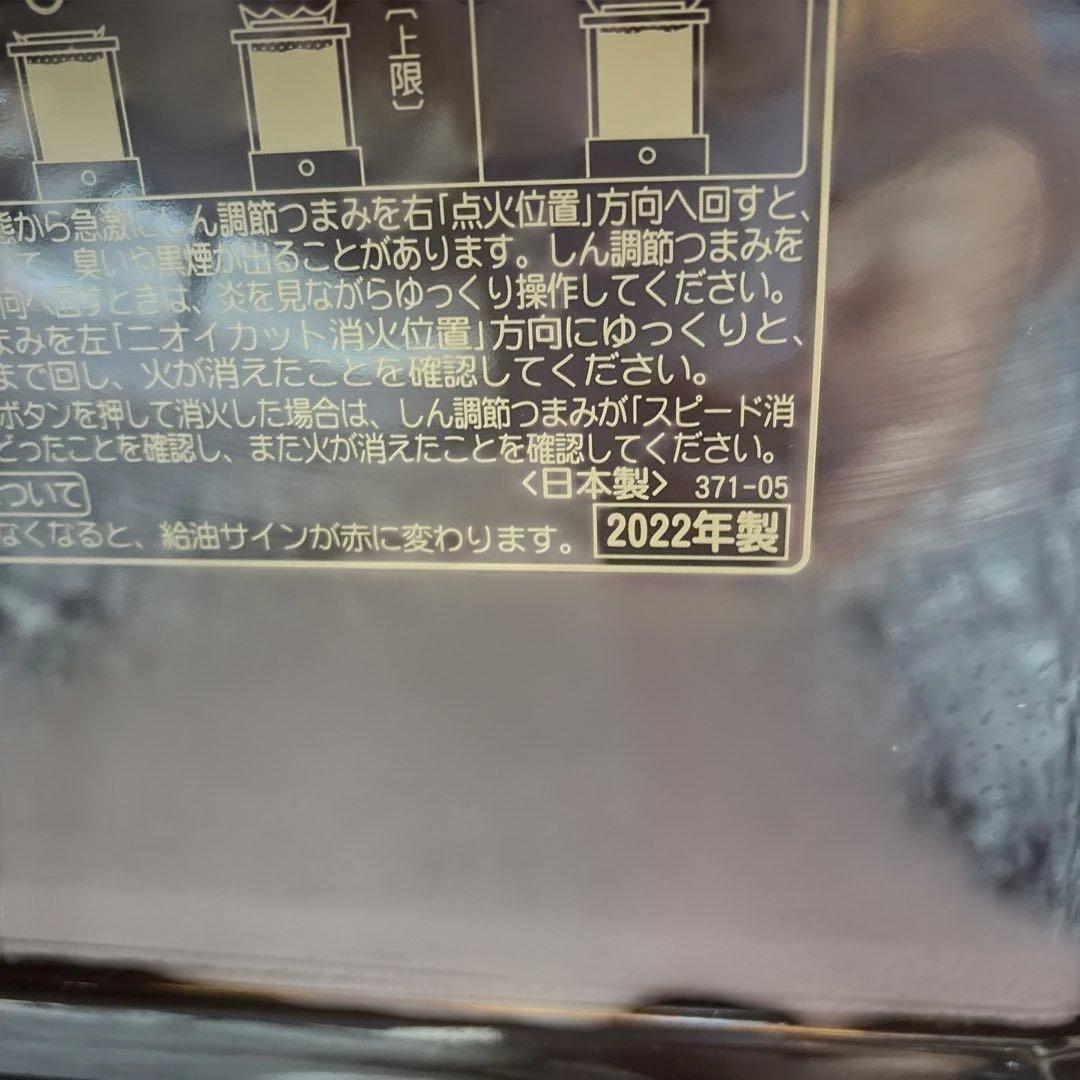 〔上限〕
態から急激にしん調節つまみを右「点火位置」方向へ回すと、
て、臭いや黒煙が出ることがあります。しん調節つまみを
向へ回すときは、炎を見ながらゆっくり操作してください。
まみを左「ニオイカット消火位置」方向にゆっくりと、
まで回し、火が消えたことを確認してください。
ボタンを押して消火した場合は、しん調節つまみが「スピード消
どったことを確認し、また火が消えたことを確認してください。
<日本製> 371-05
ついて
なくなると、給油サインが赤に変わります。
2022年製